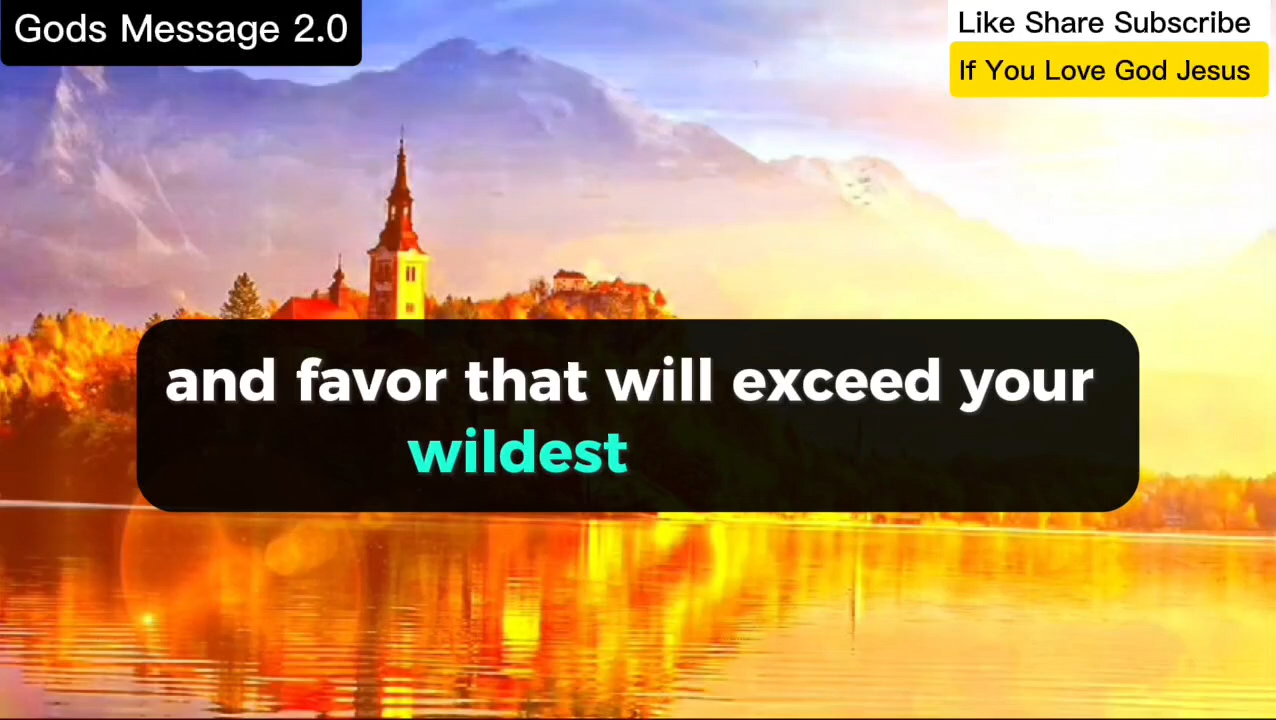 Gods Message 2.0
Like Share Subscribe
If You Love God Jesus
and favor that will exceed your
wildest